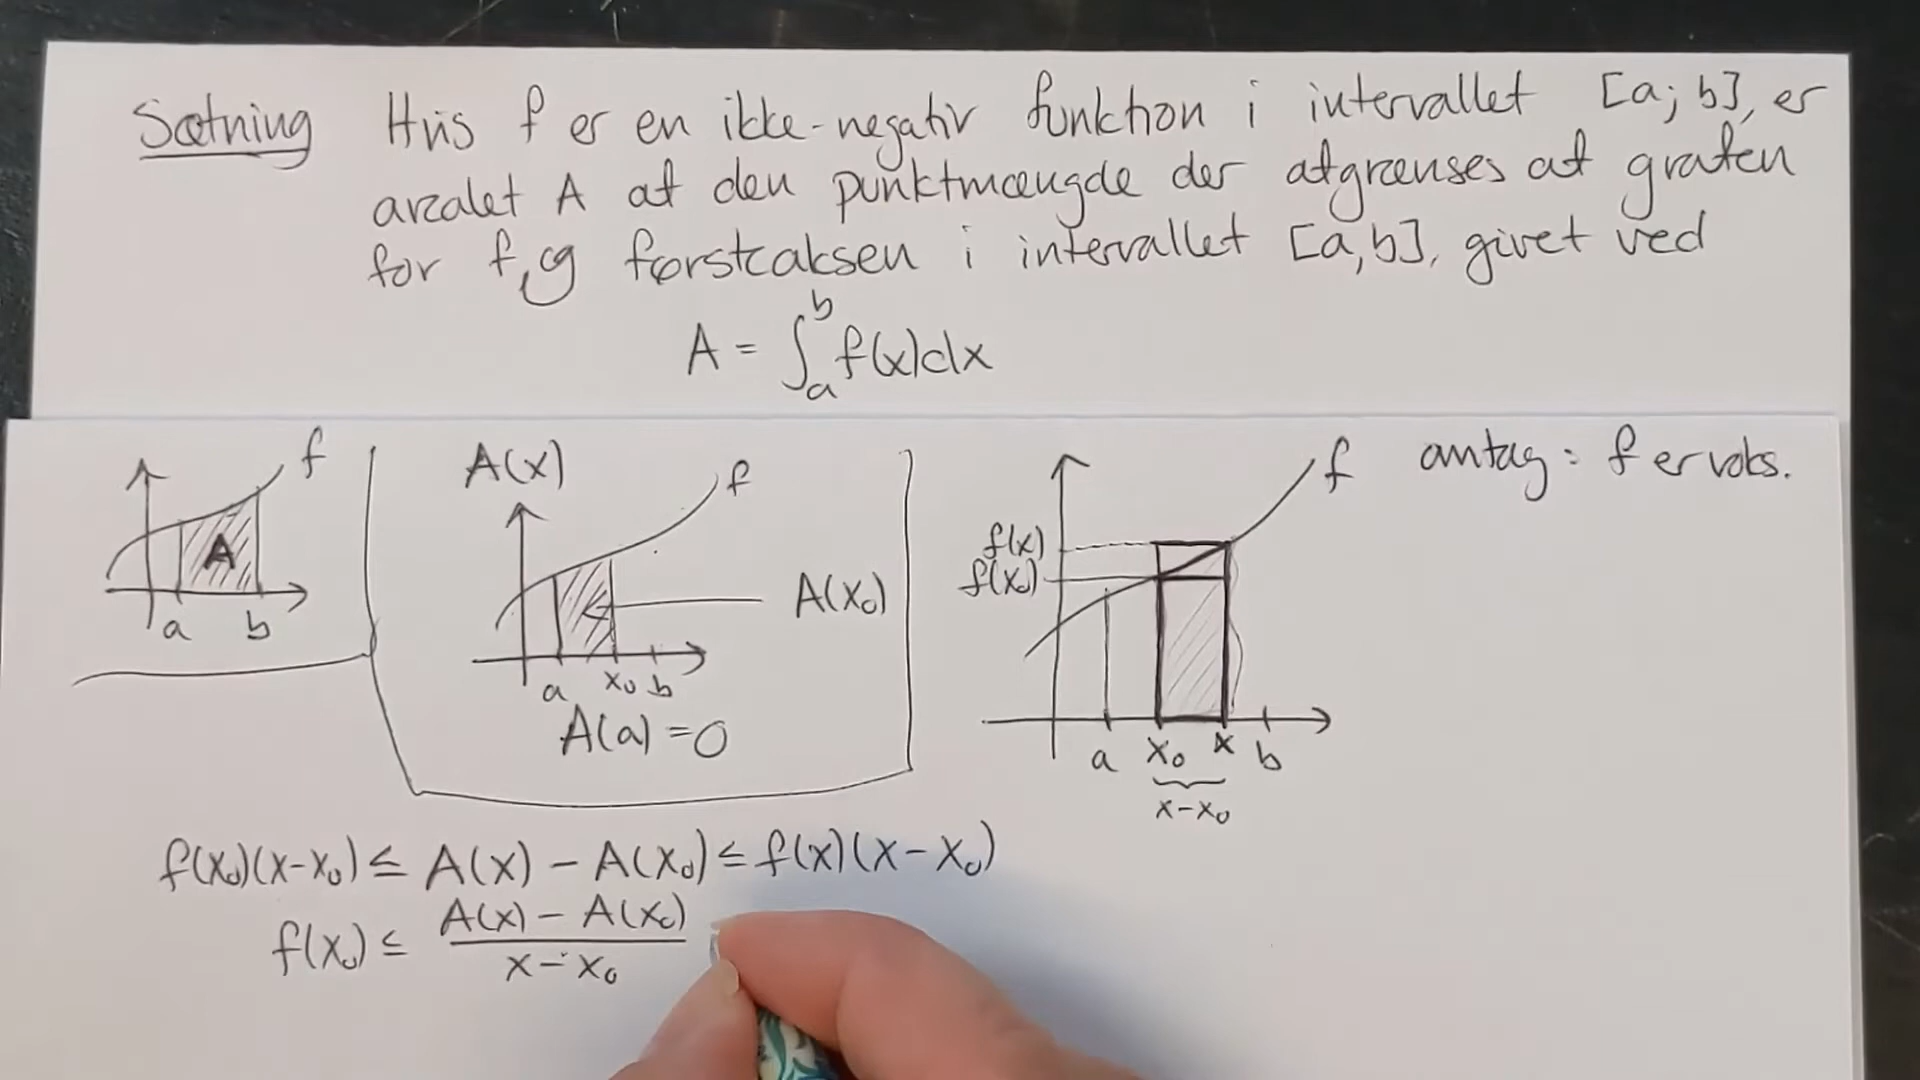 Sætning Hvis f er en ikke-negativ funktion i intervallet [a; b], er
arealet A af den punktmængde der afgrænses af grafen
for f, og førsteaksen i intervallet [a,b], givet ved
A = ∫_a^b f(x)dx
f
A
a b
A(x)
f
A(x₀)
a x₀ b
A(a) = 0
f antag: f er voks.
f(x)
f(x₀)
a x₀ x b
x-x₀
f(x₀)(x-x₀) ≤ A(x) - A(x₀) ≤ f(x)(x-x₀)
f(x₀) ≤ \frac{A(x) - A(x₀)}{x - x₀}